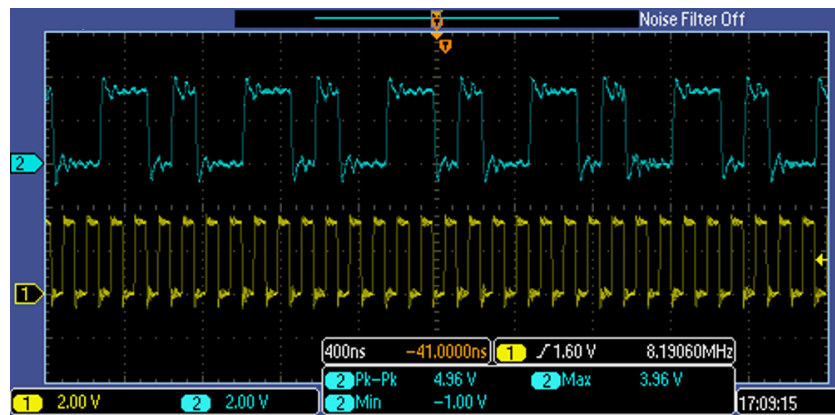 Noise Filter Off
T
T
2
1
400ns -41.0000ns 1 / 1.60 V 8.19060MHz
2 Pk-Pk 4.96 V 2 Max 3.96 V
1 2.00 V 2 2.00 V 2 Min -1.00 V 17:09:15